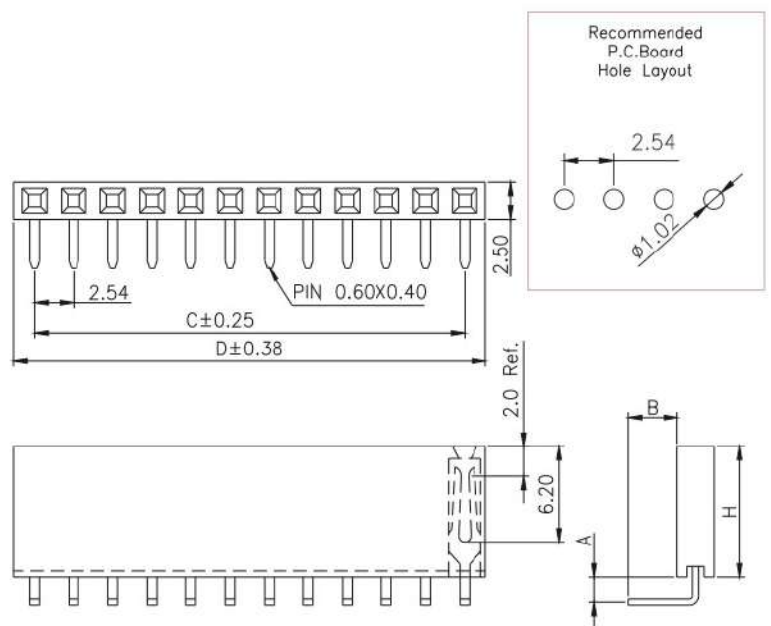 Recommended
P.C.Board
Hole Layout
2.54
ø1.02
2.50
2.54
PIN 0.60X0.40
C±0.25
D±0.38
2.0 Ref.
6.20
B
H
A